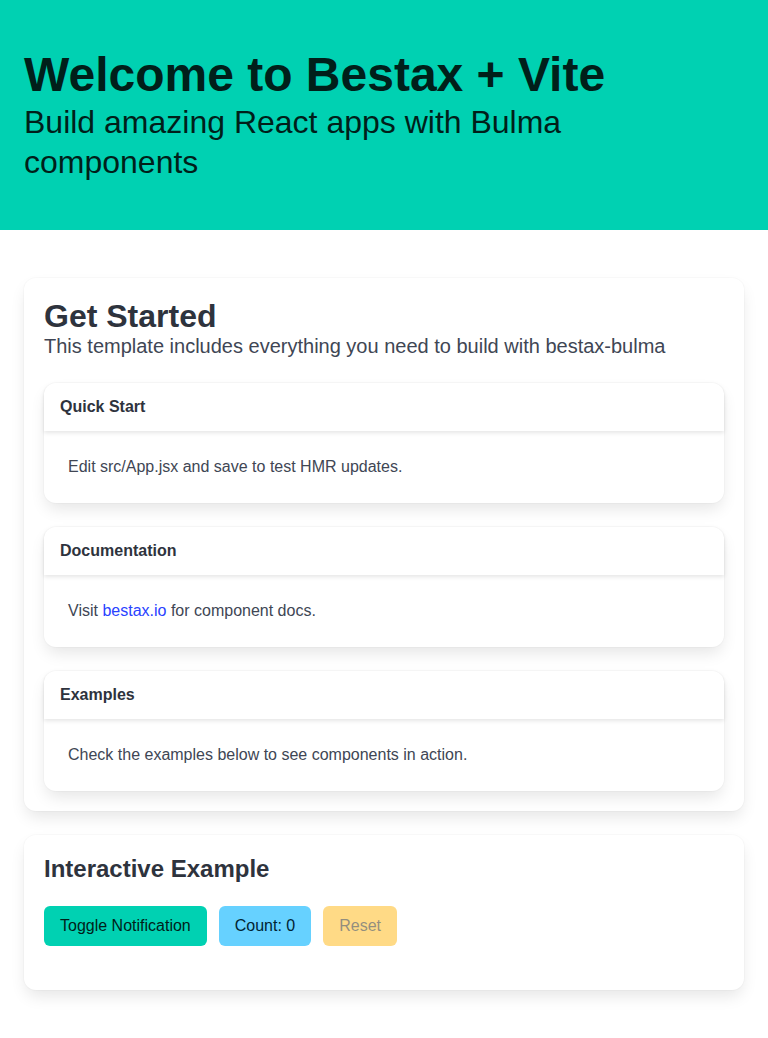 Welcome to Bestax + Vite
Build amazing React apps with Bulma
components
Get Started
This template includes everything you need to build with bestax-bulma
Quick Start
Edit src/App.jsx and save to test HMR updates.
Documentation
Visit bestax.io for component docs.
Examples
Check the examples below to see components in action.
Interactive Example
Toggle Notification Count: 0 Reset